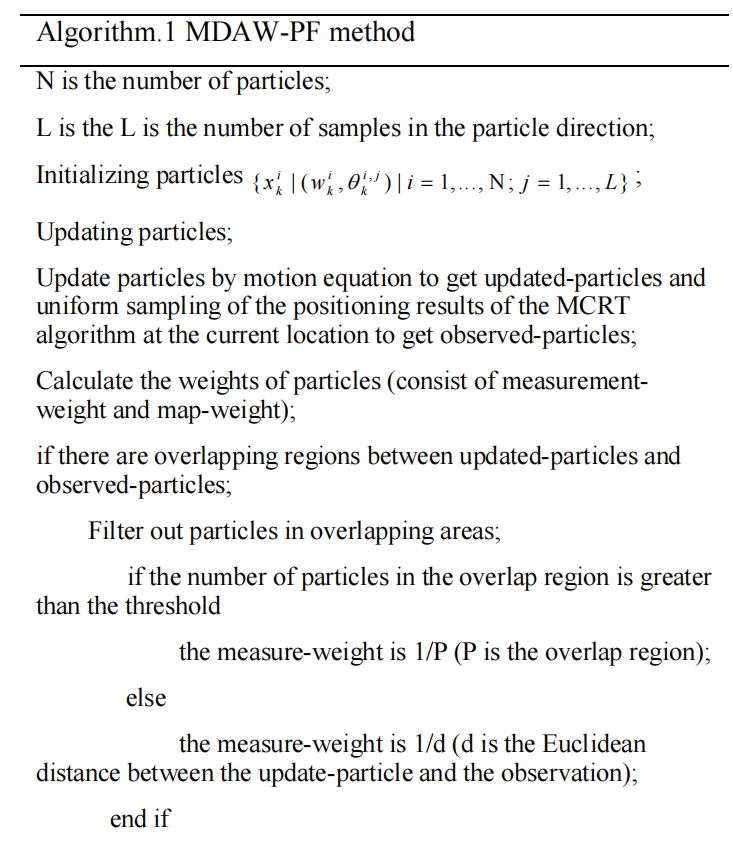 Algorithm.1 MDAW-PF method
N is the number of particles;
L is the L is the number of samples in the particle direction;
Initializing particles {x_k^i | (w_k^i, θ_k^{i,j}) | i = 1,..., N; j = 1,..., L} ;
Updating particles;
Update particles by motion equation to get updated-particles and
uniform sampling of the positioning results of the MCRT
algorithm at the current location to get observed-particles;
Calculate the weights of particles (consist of measurement-
weight and map-weight);
if there are overlapping regions between updated-particles and
observed-particles;
Filter out particles in overlapping areas;
if the number of particles in the overlap region is greater
than the threshold
the measure-weight is 1/P (P is the overlap region);
else
the measure-weight is 1/d (d is the Euclidean
distance between the update-particle and the observation);
end if